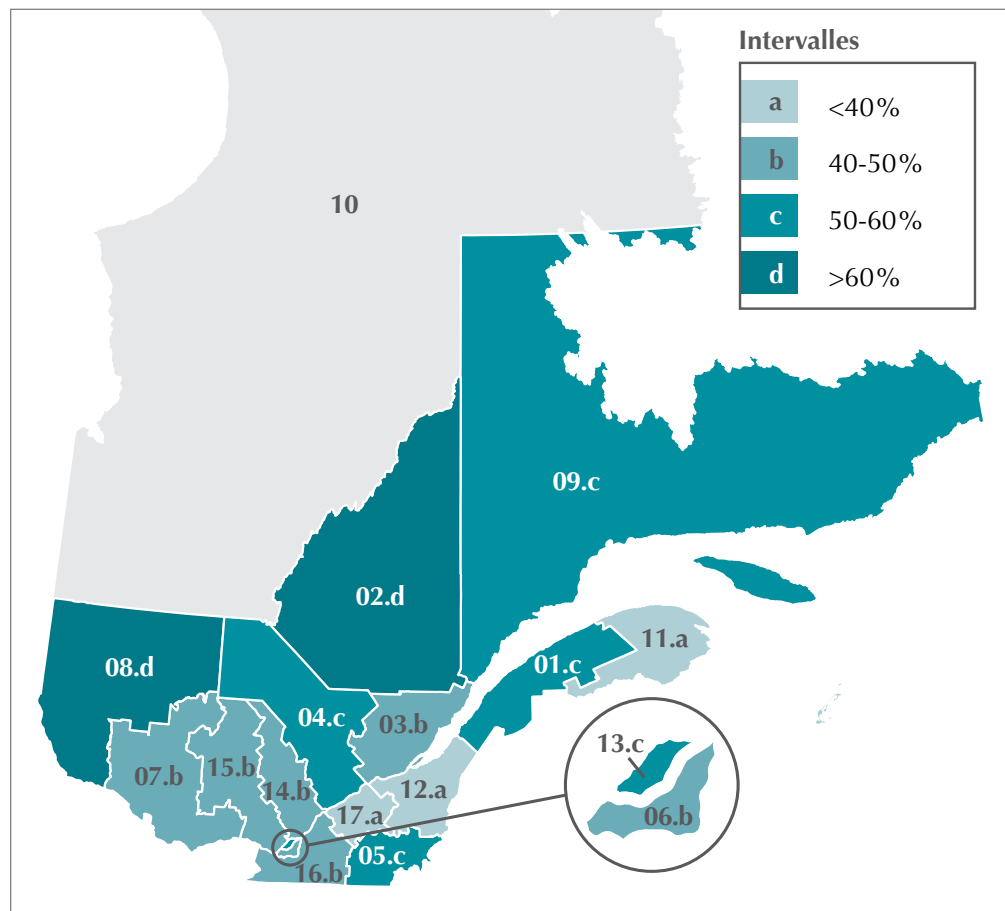 Intervalles
a <40%
b 40-50%
c 50-60%
d >60%
10
09.c
02.d
11.a
01.c
08.d
04.c
03.b
13.c
15.b
07.b
14.b
12.a
17.a
06.b
05.c
16.b